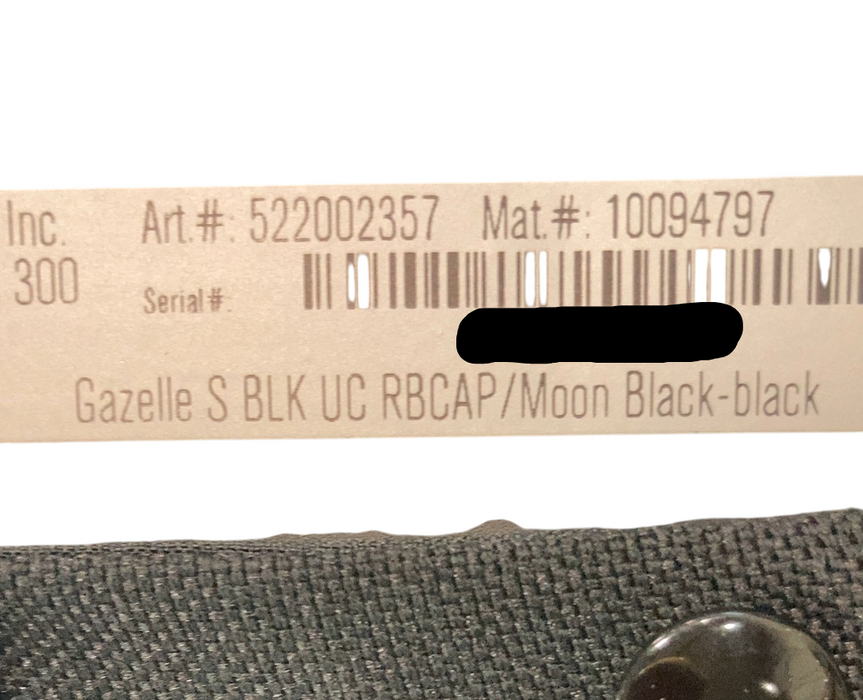 Inc. Art.#: 522002357 Mat.#: 10094797
300 Serial#:
Gazelle S BLK UC RBCAP/Moon Black-black